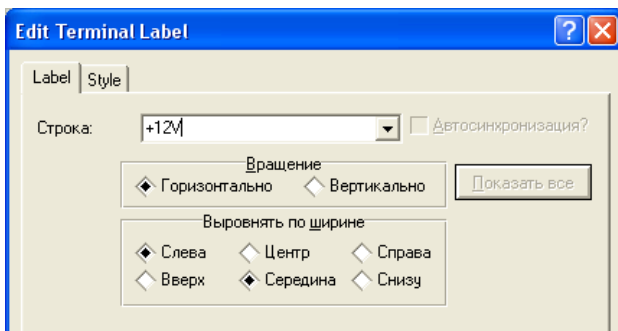 Edit Terminal Label
Label Style
Строка: +12V Автосинхронизация?
Вращение
Горизонтально Вертикально Показать все
Выровнять по ширине
Слева Центр Справа
Вверх Середина Снизу